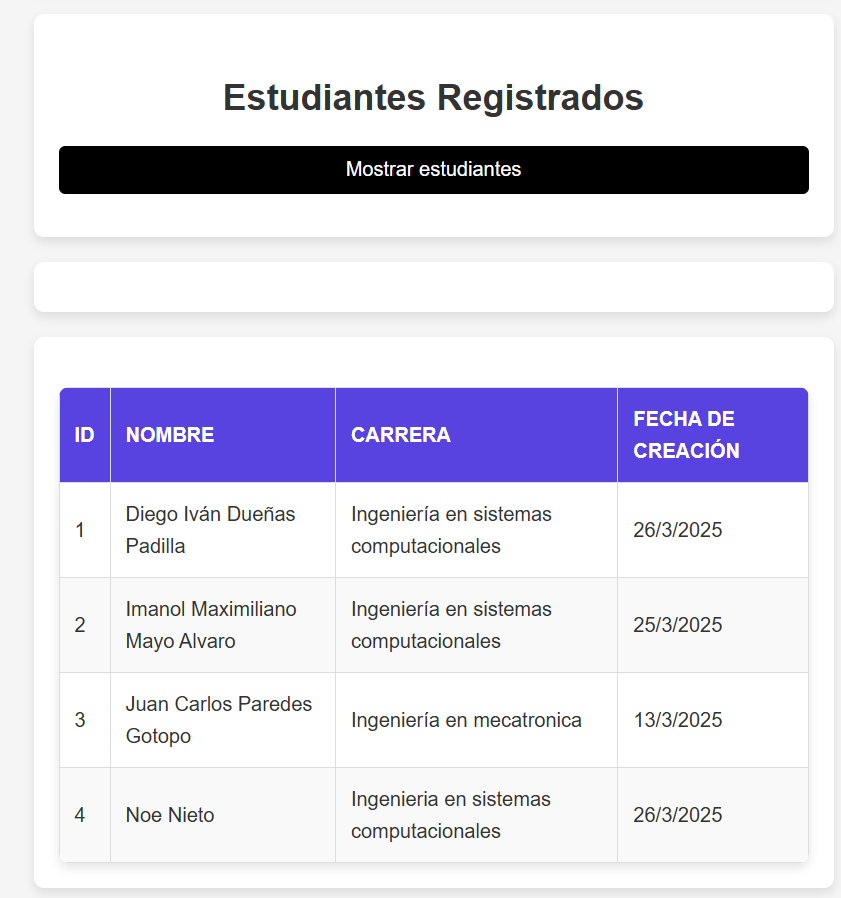 Estudiantes Registrados
Mostrar estudiantes
ID NOMBRE CARRERA FECHA DE
CREACIÓN
1 Diego Iván Dueñas Ingeniería en sistemas 26/3/2025
Padilla computacionales
2 Imanol Maximiliano Ingeniería en sistemas 25/3/2025
Mayo Alvaro computacionales
3 Juan Carlos Paredes Ingeniería en mecatronica 13/3/2025
Gotopo
4 Noe Nieto Ingenieria en sistemas 26/3/2025
computacionales